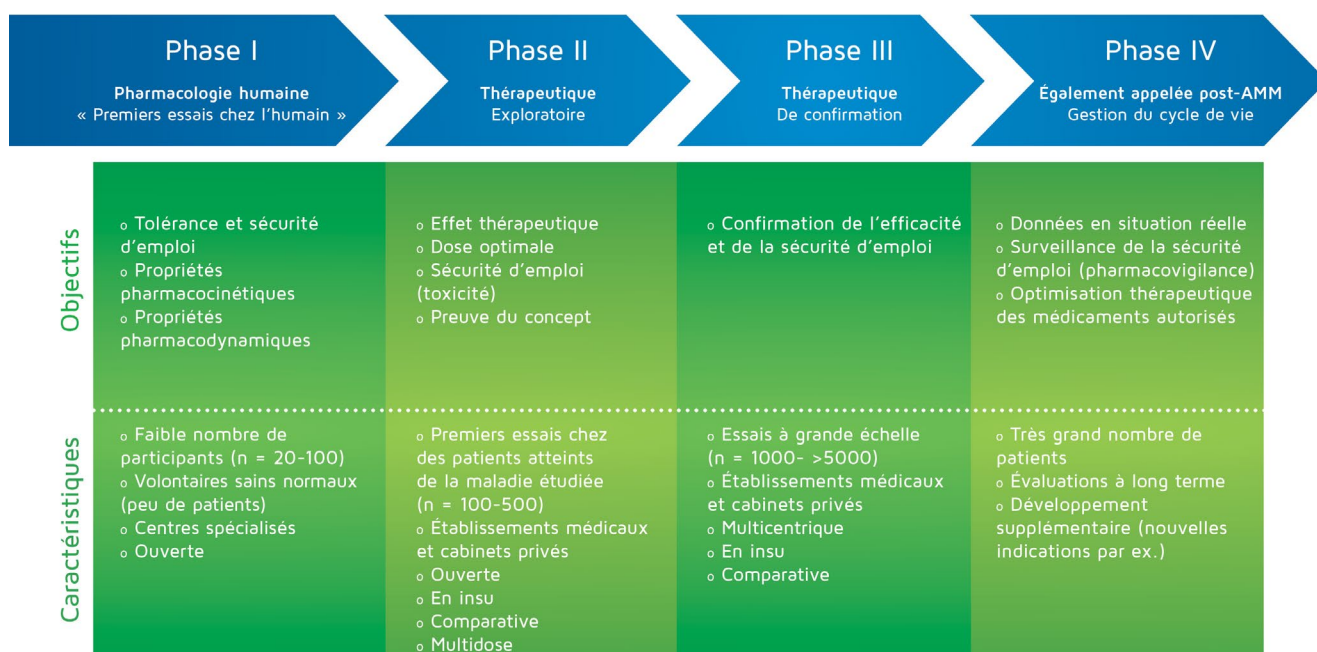 Phase I
Pharmacologie humaine
« Premiers essais chez l'humain »
Phase II
Thérapeutique
Exploratoire
Phase III
Thérapeutique
De confirmation
Phase IV
Également appelée post-AMM
Gestion du cycle de vie
Objectifs
o Tolérance et sécurité
d'emploi
o Propriétés
pharmacocinétiques
o Propriétés
pharmacodynamiques
o Effet thérapeutique
o Dose optimale
o Sécurité d'emploi
(toxicité)
o Preuve du concept
o Confirmation de l'efficacité
et de la sécurité d'emploi
o Données en situation réelle
o Surveillance de la sécurité
d'emploi (pharmacovigilance)
o Optimisation thérapeutique
des médicaments autorisés
Caractéristiques
o Faible nombre de
participants (n = 20-100)
o Volontaires sains normaux
(peu de patients)
o Centres spécialisés
o Ouverte
o Premiers essais chez
des patients atteints
de la maladie étudiée
(n = 100-500)
o Établissements médicaux
et cabinets privés
o Ouverte
o En insu
o Comparative
o Multidose
o Essais à grande échelle
(n = 1000- >5000)
o Établissements médicaux
et cabinets privés
o Multicentrique
o En insu
o Comparative
o Très grand nombre de
patients
o Évaluations à long terme
o Développement
supplémentaire (nouvelles
indications par ex.)